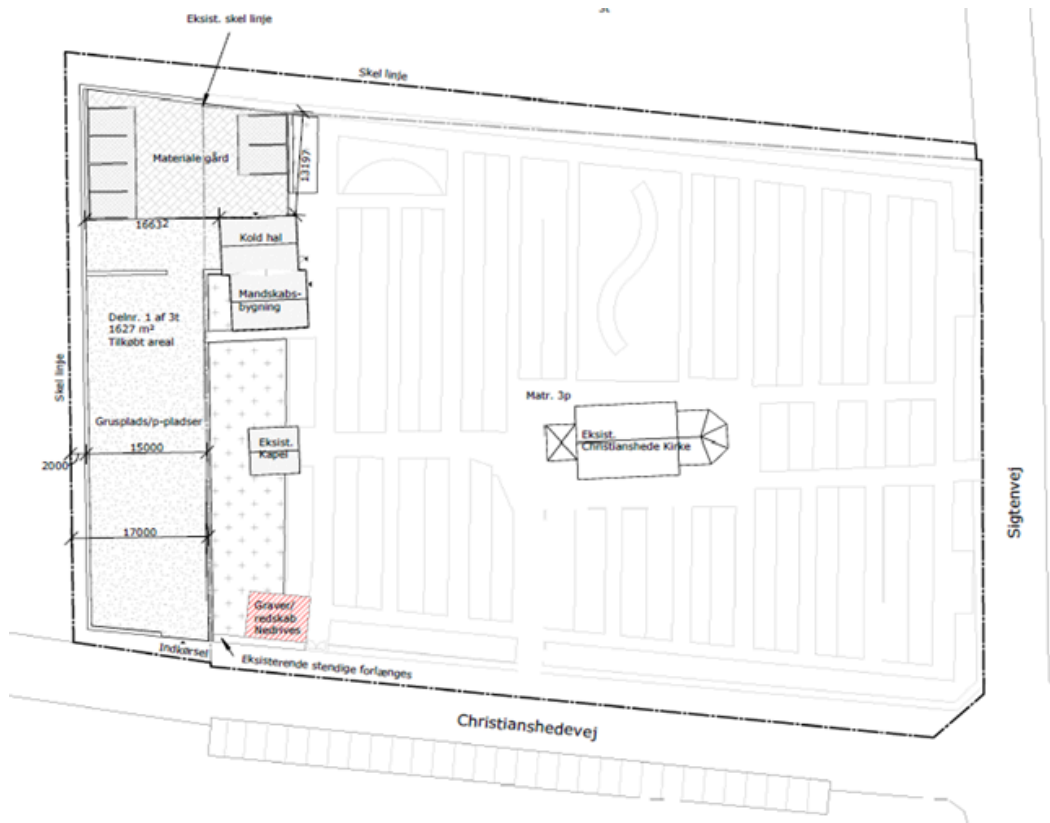 Eksist. skel linje
Skel linje
Materiale gård
13197
16632
Kold hal
Mandskabs-
bygning
Delnr. 1 af 3t
1627 m²
Tilkøbt areal
Skel linje
Matr. 3p
Grusplads/p-pladser
Eksist.
Kapel
Eksist.
Christianshede Kirke
15000
2000
Sigtenvej
17000
Graver/
redskab
Nedrives
Indkørsel
Eksisterende stendige forlænges
Christianshedevej